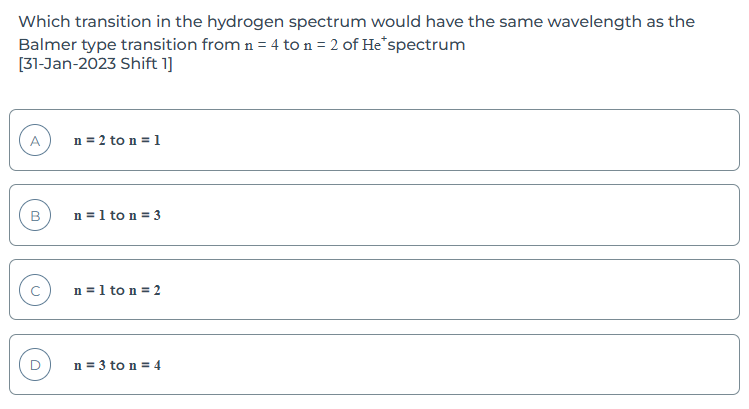 Which transition in the hydrogen spectrum would have the same wavelength as the
Balmer type transition from n = 4 to n = 2 of He⁺spectrum
[31-Jan-2023 Shift 1]
A n = 2 to n = 1
B n = 1 to n = 3
C n = 1 to n = 2
D n = 3 to n = 4